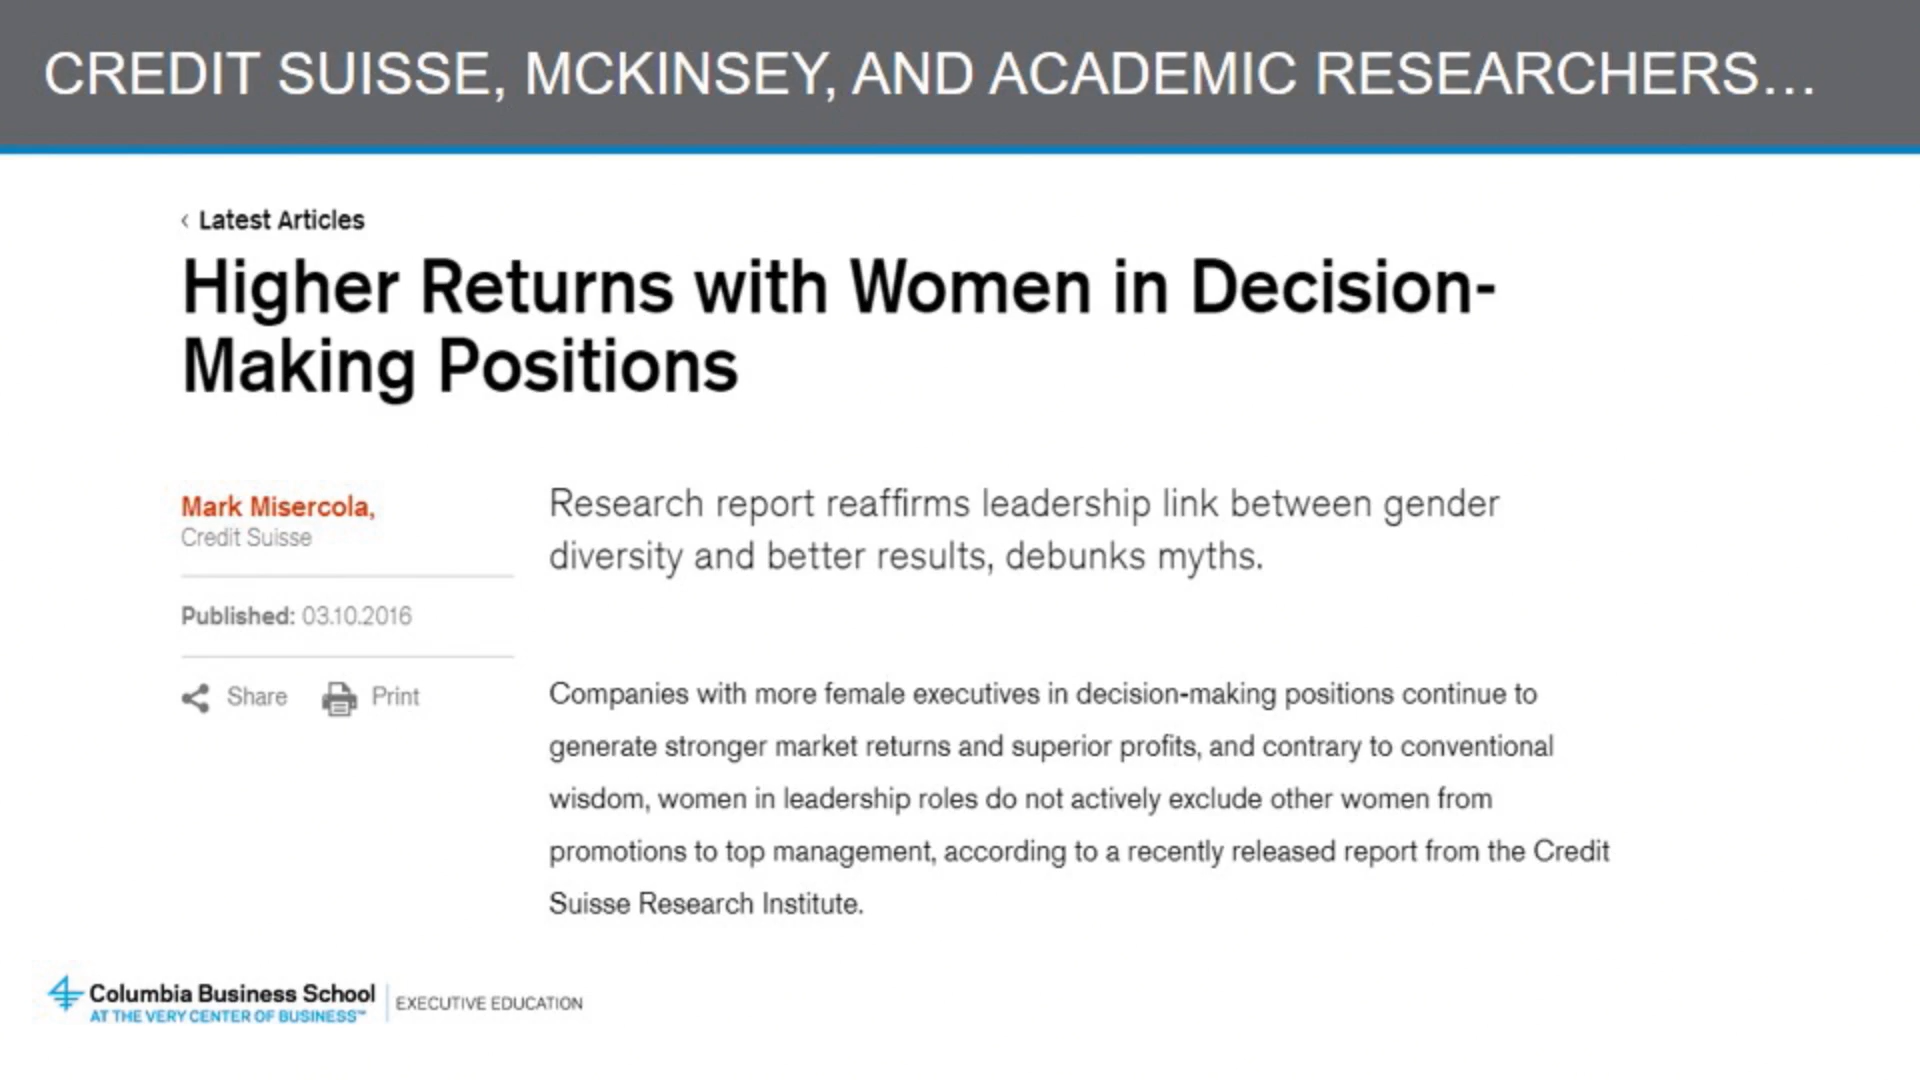 CREDIT SUISSE, MCKINSEY, AND ACADEMIC RESEARCHERS…
‹ Latest Articles
Higher Returns with Women in Decision-
Making Positions
Mark Misercola,
Credit Suisse
Published: 03.10.2016
Share Print
Research report reaffirms leadership link between gender
diversity and better results, debunks myths.
Companies with more female executives in decision-making positions continue to
generate stronger market returns and superior profits, and contrary to conventional
wisdom, women in leadership roles do not actively exclude other women from
promotions to top management, according to a recently released report from the Credit
Suisse Research Institute.
Columbia Business School
AT THE VERY CENTER OF BUSINESS™
EXECUTIVE EDUCATION